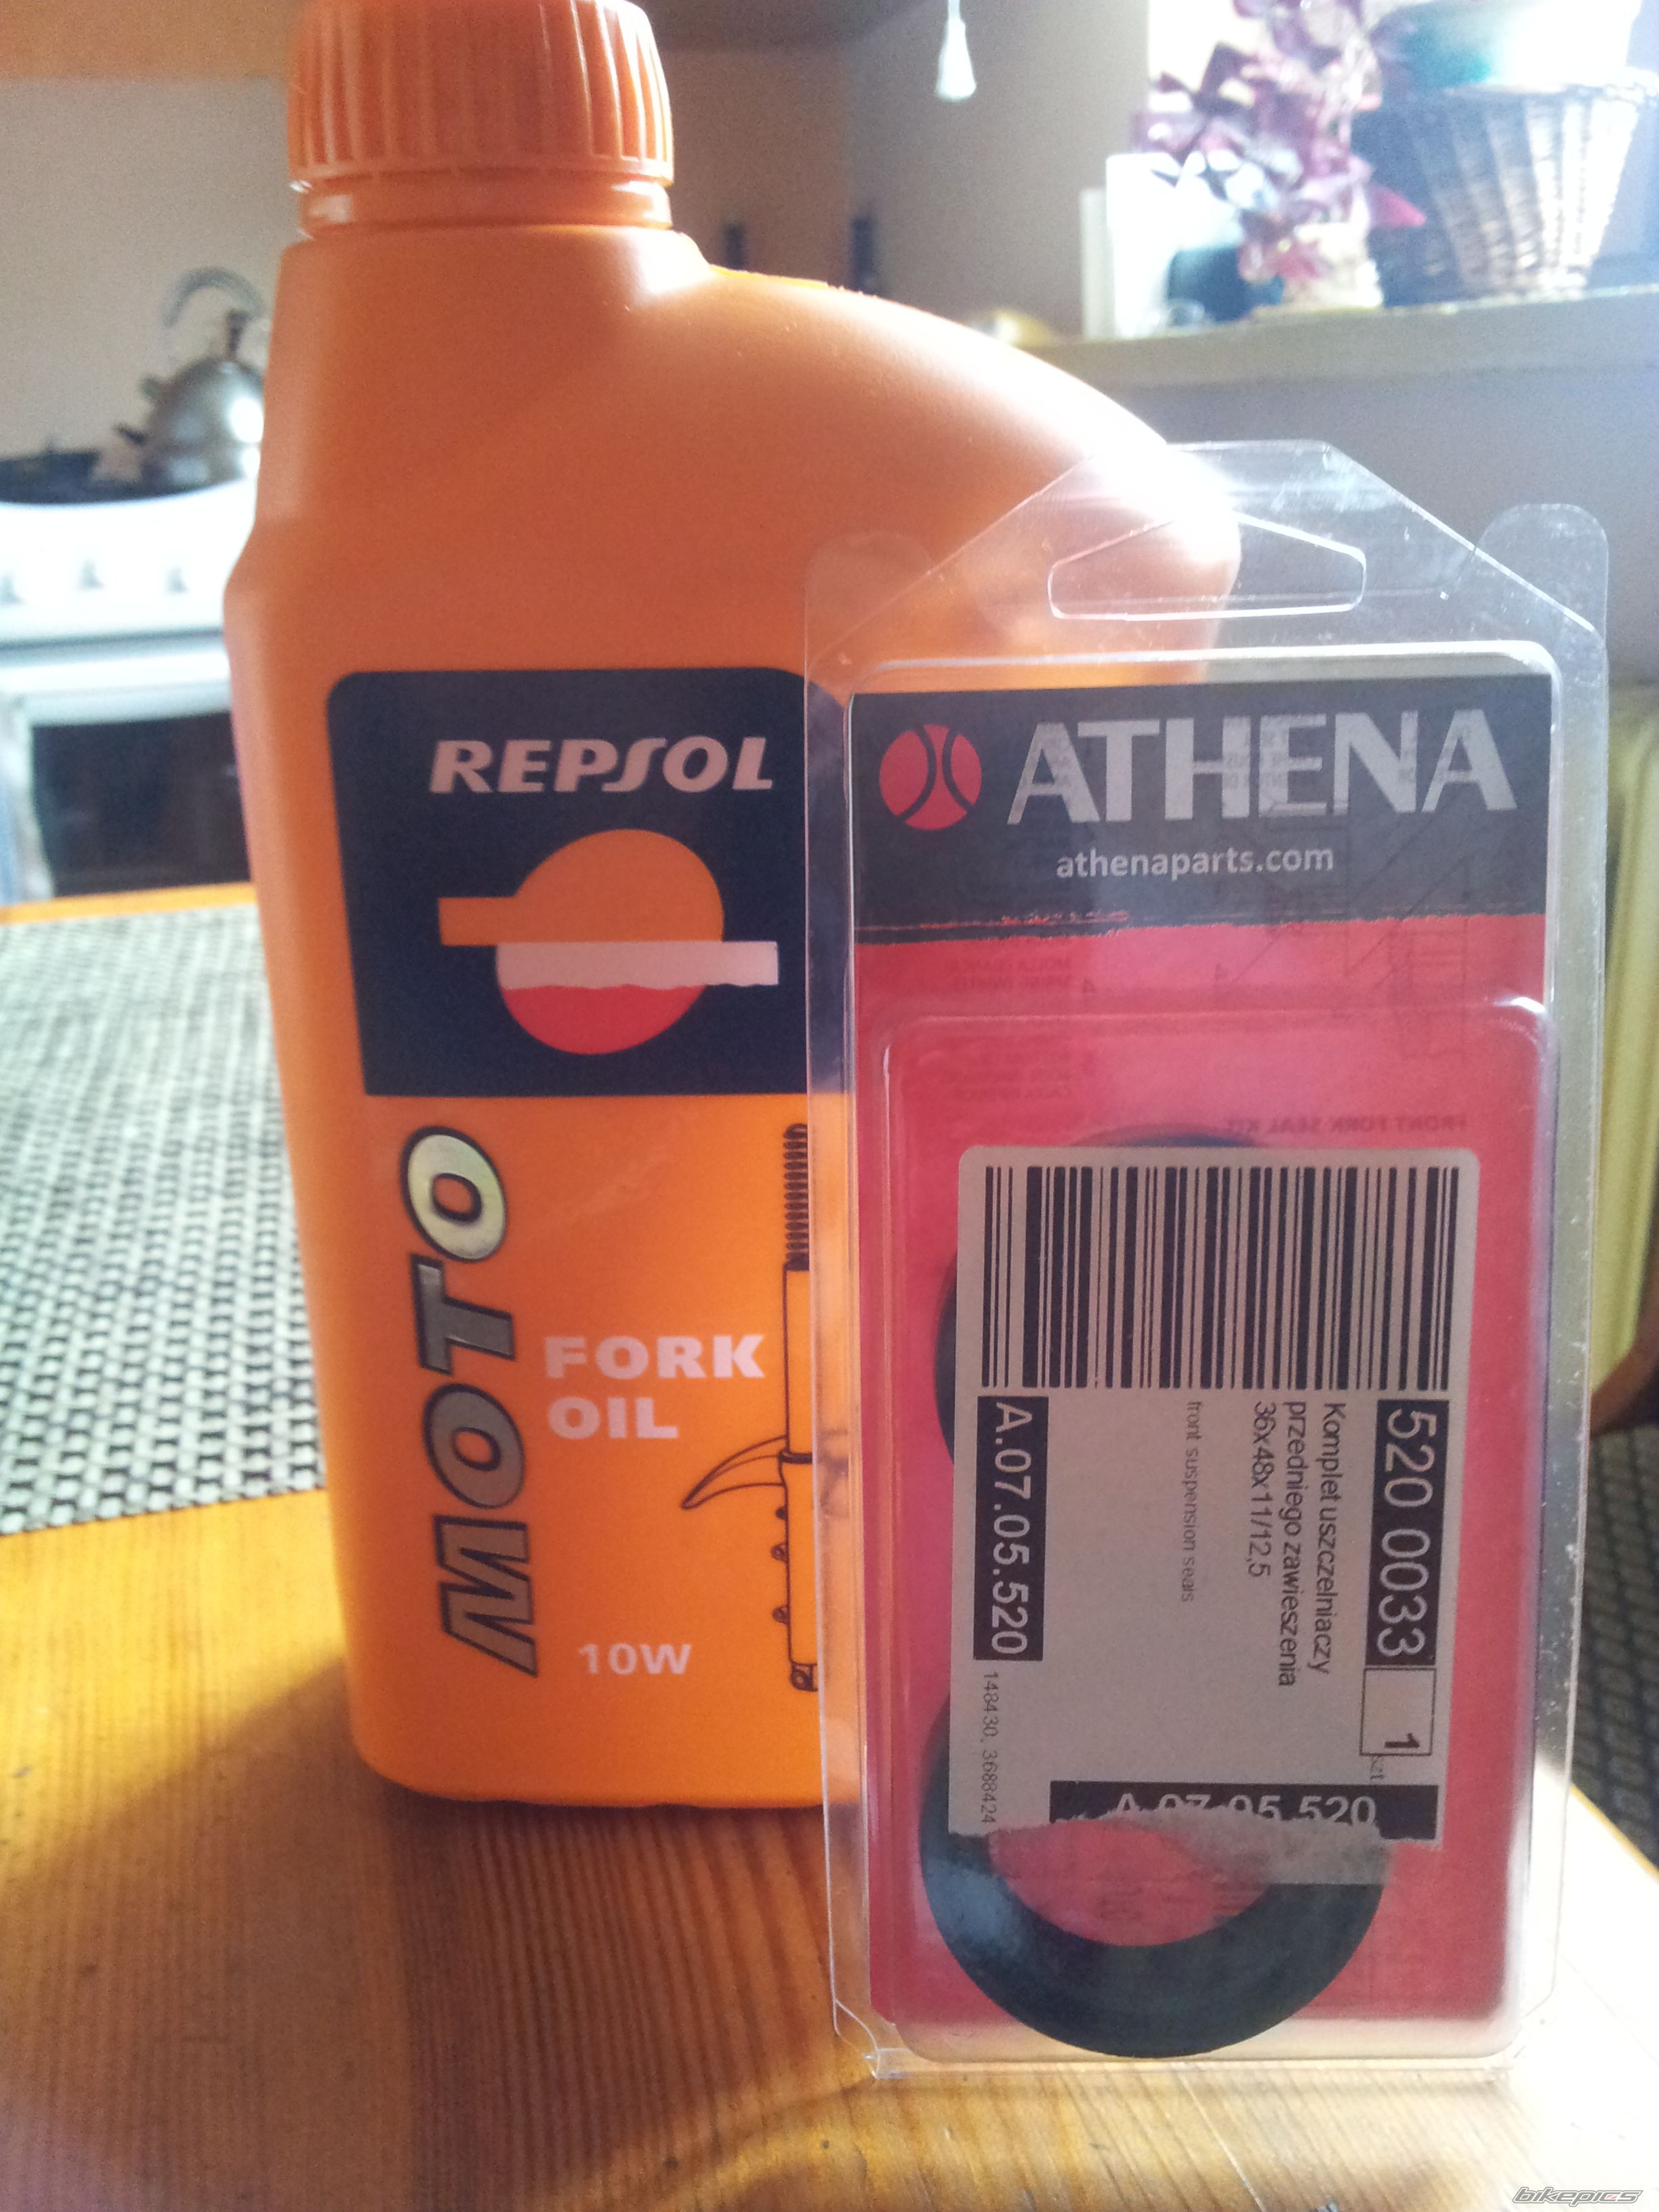 REPSOL
MOTO
FORK
OIL
10W
ATHENA
athenaparts.com
FRONT FORK SEAL KIT
520 0033
1
szt
Komplet uszczelniaczy
przedniego zawieszenia
36x48x11/12,5
front suspension seals
A.07.05.520
148430, 3688424
A.07.05.520
bikepics